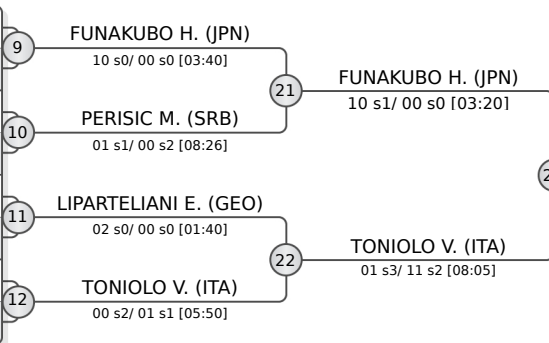 FUNAKUBO H. (JPN)
9
10 s0/ 00 s0 [03:40]
21
FUNAKUBO H. (JPN)
10 s1/ 00 s0 [03:20]
PERISIC M. (SRB)
10
01 s1/ 00 s2 [08:26]
2
LIPARTELIANI E. (GEO)
11
02 s0/ 00 s0 [01:40]
22
TONIOLO V. (ITA)
01 s3/ 11 s2 [08:05]
TONIOLO V. (ITA)
12
00 s2/ 01 s1 [05:50]